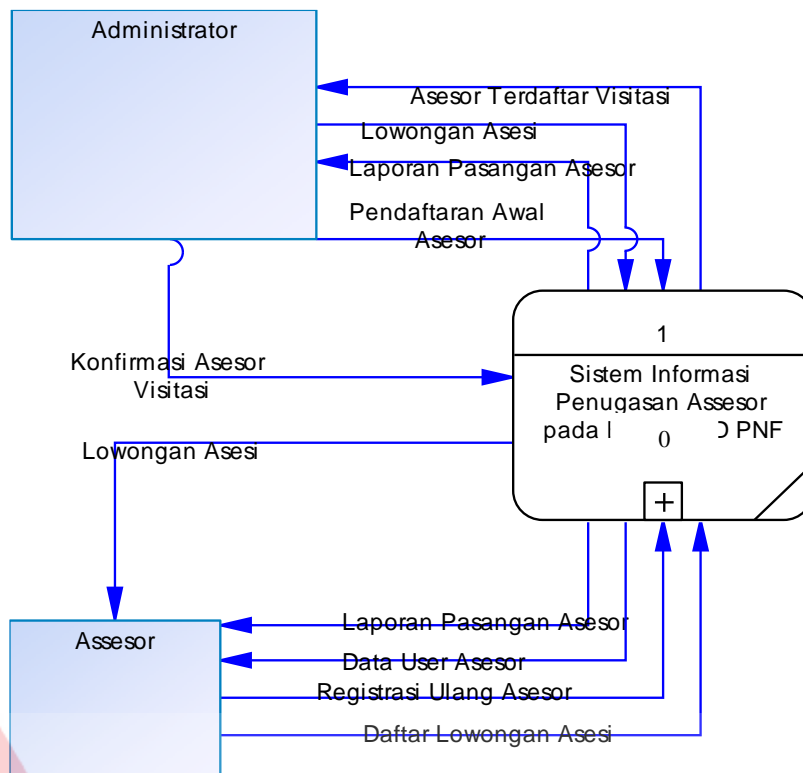 Administrator
Asesor Terdaftar Visitasi
Lowongan Asesi
Laporan Pasangan Asesor
Pendaftaran Awal
Asesor
1
Konfirmasi Asesor
Visitasi
Sistem Informasi
Penugasan Assesor
pada PNF
0
Lowongan Asesi
+
Assesor
Laporan Pasangan Asesor
Data User Asesor
Registrasi Ulang Asesor
Daftar Lowongan Asesi